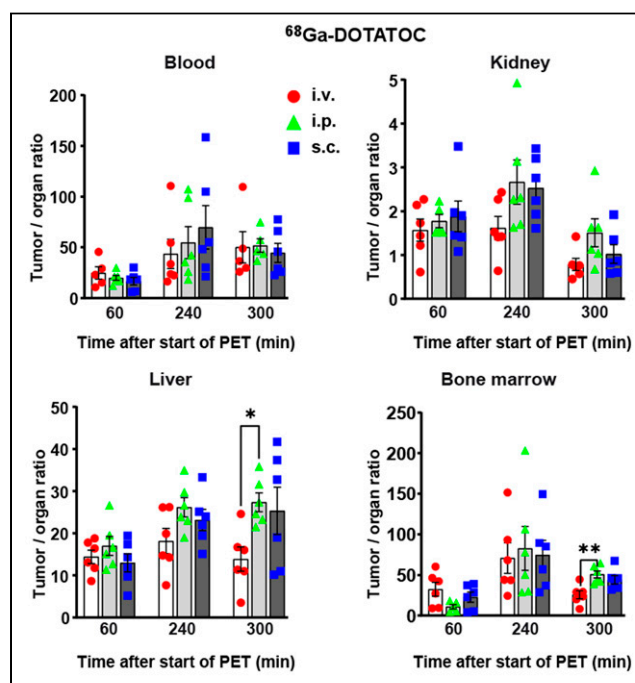 ⁶⁸Ga-DOTATOC
Blood
Tumor / organ ratio
200
150
100
50
0
60 240 300
Time after start of PET (min)
i.v.
i.p.
s.c.
Kidney
Tumor / organ ratio
5
4
3
2
1
0
60 240 300
Time after start of PET (min)
Liver
Tumor / organ ratio
50
40
30
20
10
0
*
60 240 300
Time after start of PET (min)
Bone marrow
Tumor / organ ratio
250
200
150
100
50
0
**
60 240 300
Time after start of PET (min)